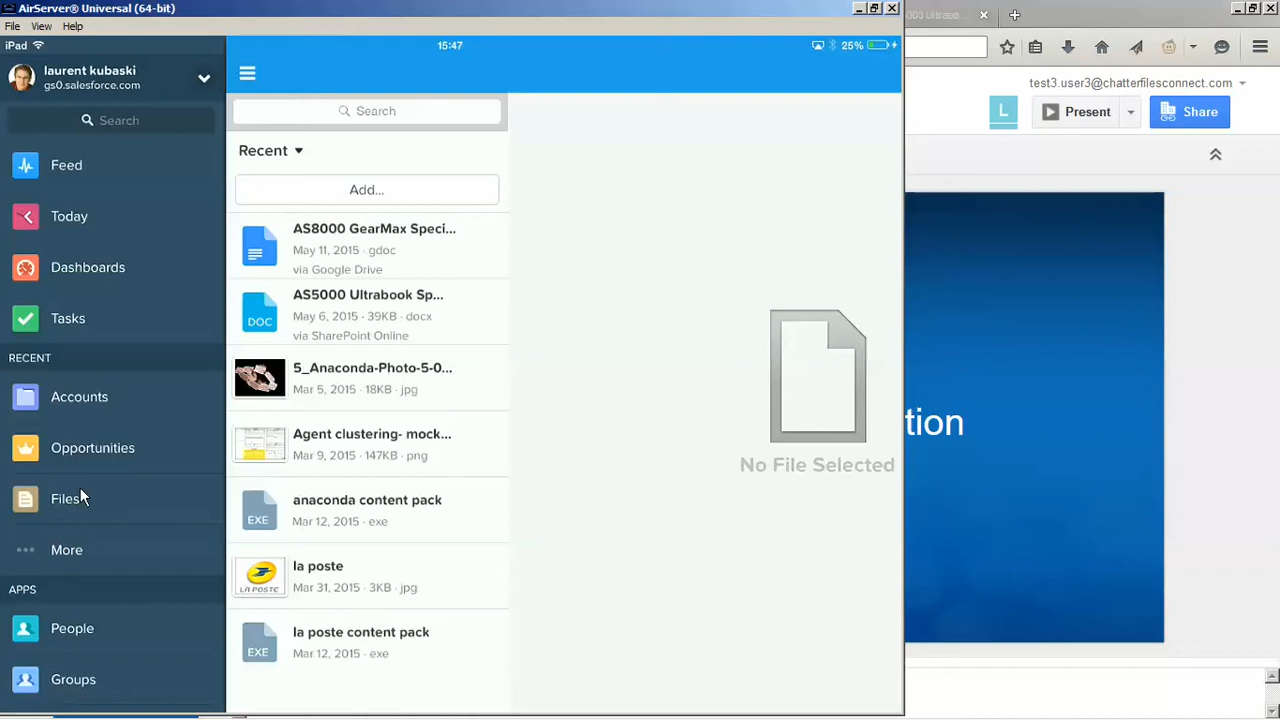 AirServer® Universal (64-bit)
File View Help
iPad 15:47 25%
laurent kubaski
gs0.salesforce.com
Search
Feed
Today
Dashboards
Tasks
RECENT
Accounts
Opportunities
Files
More
APPS
People
Groups
Search
Recent
Add...
AS8000 GearMax Speci...
May 11, 2015 · gdoc
via Google Drive
DOC
AS5000 Ultrabook Sp...
May 6, 2015 · 39KB · docx
via SharePoint Online
5_Anaconda-Photo-5-0...
Mar 5, 2015 · 18KB · jpg
Agent clustering- mock...
Mar 9, 2015 · 147KB · png
EXE
anaconda content pack
Mar 12, 2015 · exe
LA POSTE
la poste
Mar 31, 2015 · 3KB · jpg
EXE
la poste content pack
Mar 12, 2015 · exe
No File Selected
test3.user3@chatterfilesconnect.com
L
Present
Share
tion